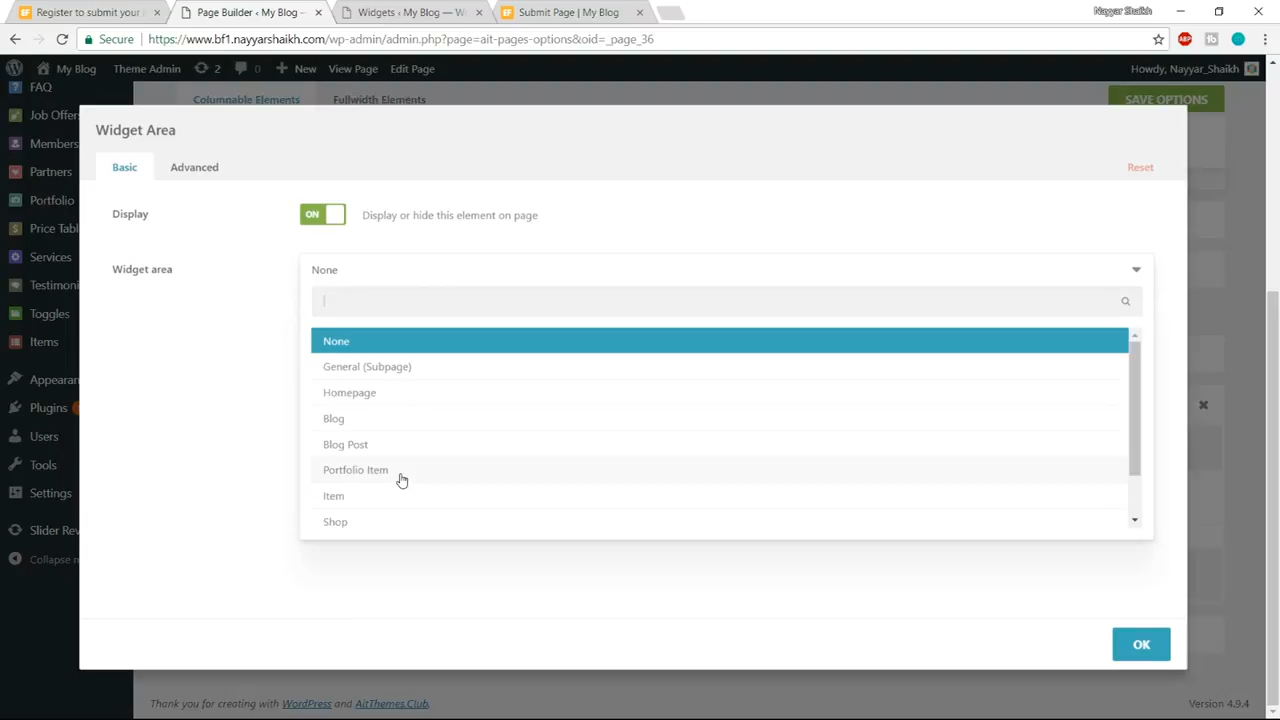 Register to submit your i
Page Builder ‹ My Blog —
Widgets ‹ My Blog — W
Submit Page | My Blog
Nayyar Shaikh
Secure https://www.bf1.nayyarshaikh.com/wp-admin/admin.php?page=ait-pages-options&oid=_page_36
My Blog Theme Admin 2 0 New View Page Edit Page Howdy, Nayyar_Shaikh
FAQ
Job Offers
Members
Partners
Portfolio
Price Tabl
Services
Testimoni
Toggles
Items
Appearan
Plugins
Users
Tools
Settings
Slider Rev
Collapse m
Columnable Elements Fullwidth Elements SAVE OPTIONS
Widget Area
Basic Advanced Reset
Display ON Display or hide this element on page
Widget area None
None
General (Subpage)
Homepage
Blog
Blog Post
Portfolio Item
Item
Shop
OK
Thank you for creating with WordPress and AitThemes.Club. Version 4.9.4